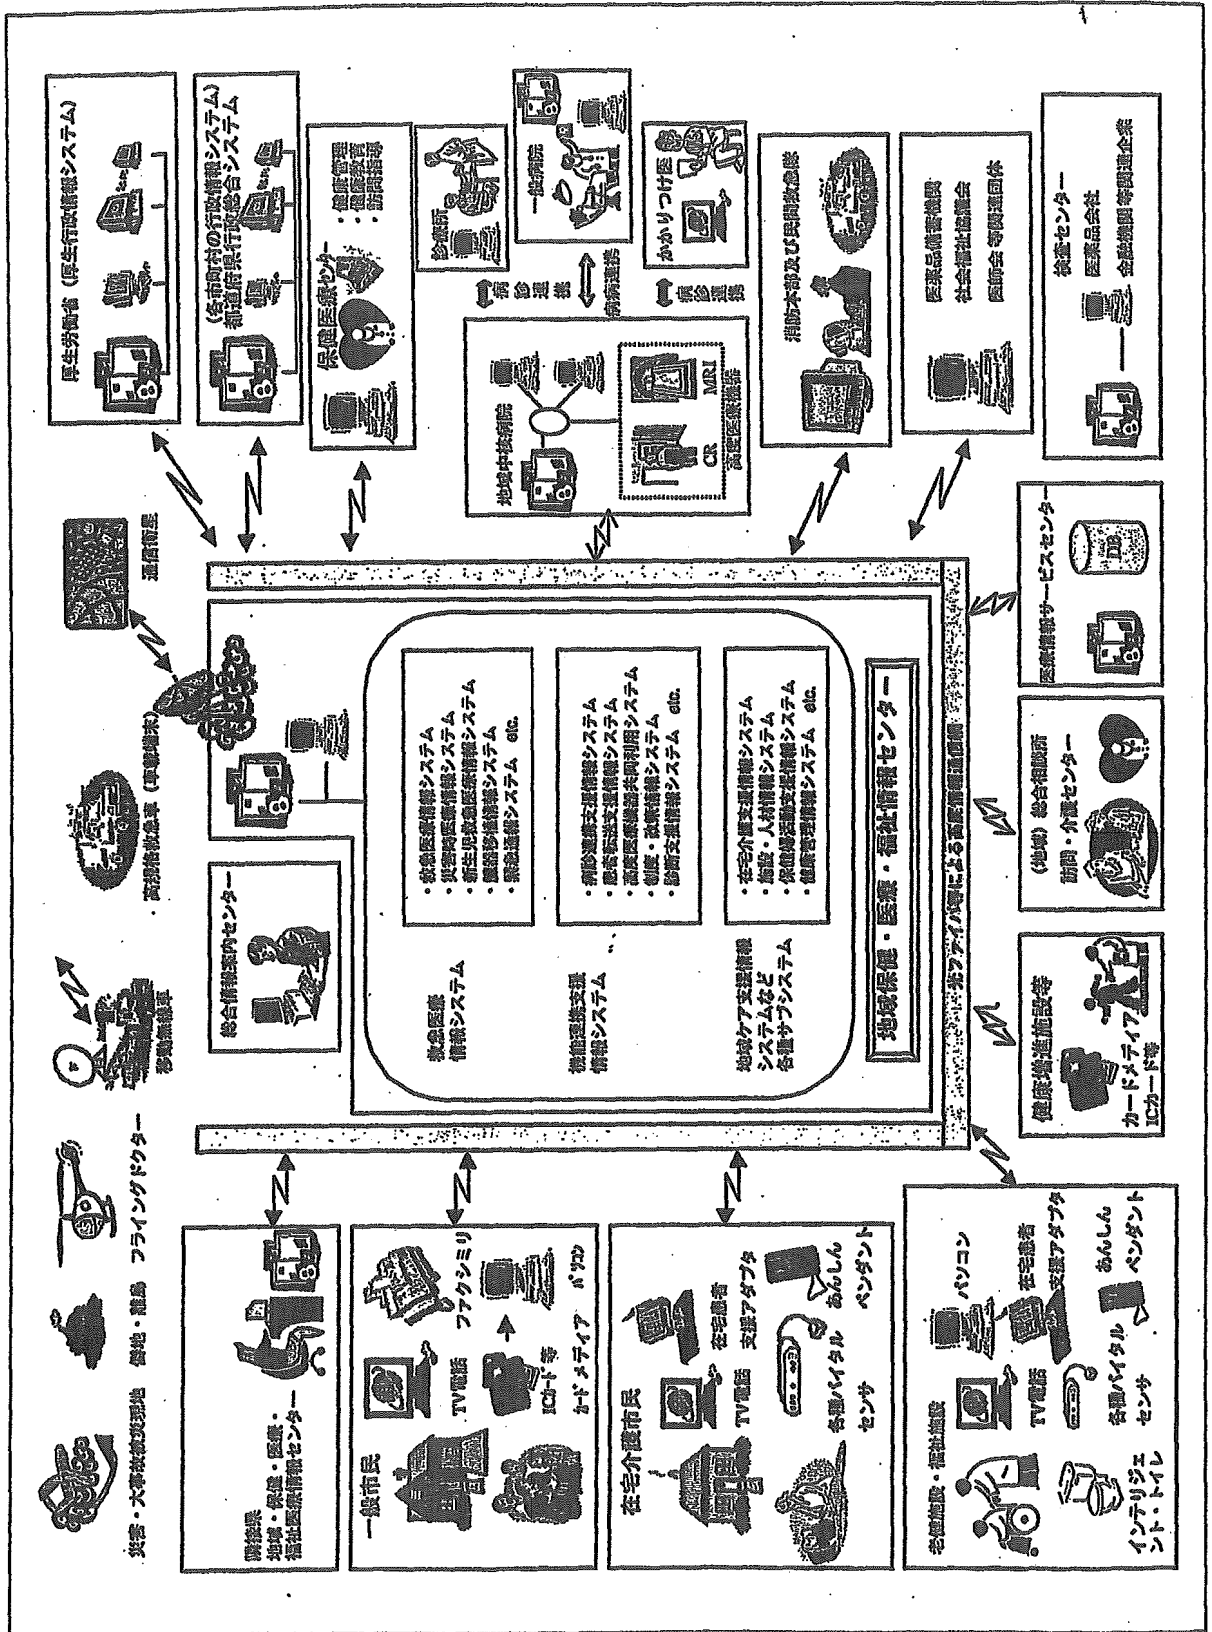 災害・大事故被災現地
僻地・離島
フライングドクター
移動無線車
・高規格救急車（車載端末）
通信衛星
厚生労働省（厚生行政情報システム）
（各市町村の行政情報システム）
都道府県行政総合システム
保健医療センター
・健康管理
・健康教育
・訪問指導
診療所
一般病院
かかりつけ医
病診連携
病病連携
病診連携
地域中核病院
CR
MRI
高度医療機器
消防本部及び民間救急隊
医薬品備蓄機関
社会福祉協議会
医師会等関連団体
検査センター
医薬品会社
金融機関等関連企業
隣接県
地域・保健・医療・
福祉医療情報センター
総合情報案内センター
救急医療
情報システム
・救急医療情報システム
・災害時医療情報システム
・新生児救急医療情報システム
・臓器移植情報システム
・緊急通報システム etc.
機能連携支援
情報システム
・病診連携支援情報システム
・患者転送支援情報システム
・高度医療機器共同利用システム
・制度・政策情報システム
・診断支援情報システム etc.
地域ケア支援情報
システムなど
各種サブシステム
・在宅介護支援情報システム
・施設・人材情報システム
・保健婦活動支援情報システム
・健康管理情報システム etc.
地域保健・医療・福祉情報センター
光ファイバ等による高度情報通信網
一般市民
TV電話
ファクシミリ
ICカード等
カードメディア
パソコン
在宅介護市民
TV電話
在宅患者
支援アダプタ
各種バイタル
センサ
あんしん
ペンダント
老健施設・福祉施設
パソコン
TV電話
在宅患者
支援アダプタ
インテリジェ
ント・トイレ
各種バイタル
センサ
あんしん
ペンダント
健康増進施設等
カードメディア
ICカード等
（地域）総合相談所
訪問・介護センター
医療情報サービスセンター
DB